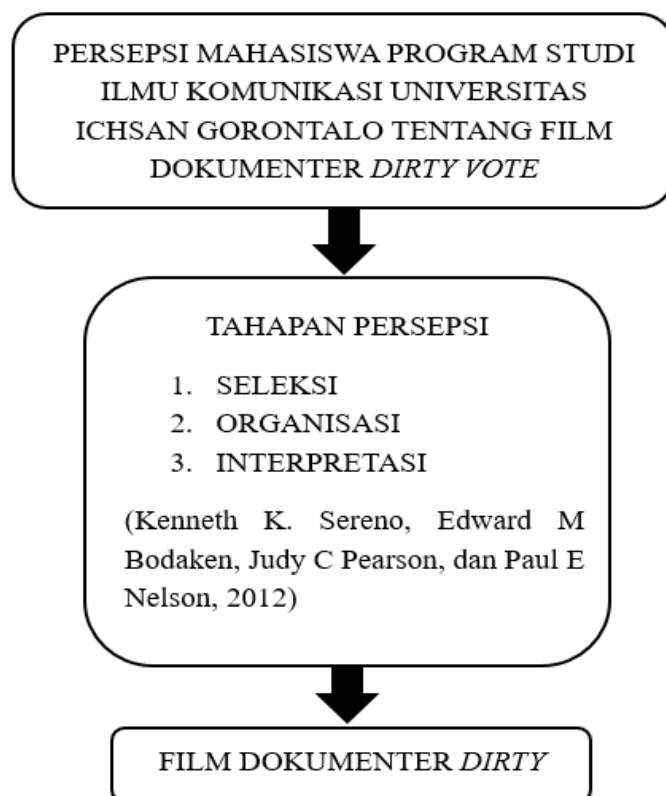 PERSEPSI MAHASISWA PROGRAM STUDI
ILMU KOMUNIKASI UNIVERSITAS
ICHSAN GORONTALO TENTANG FILM
DOKUMENTER DIRTY VOTE
TAHAPAN PERSEPSI
1. SELEKSI
2. ORGANISASI
3. INTERPRETASI
(Kenneth K. Sereno, Edward M
Bodaken, Judy C Pearson, dan Paul E
Nelson, 2012)
FILM DOKUMENTER DIRTY